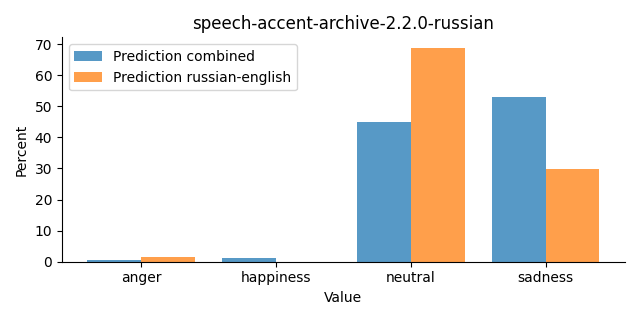 speech-accent-archive-2.2.0-russian
Prediction combined
Prediction russian-english
Percent
70
60
50
40
30
20
10
0
anger happiness neutral sadness
Value